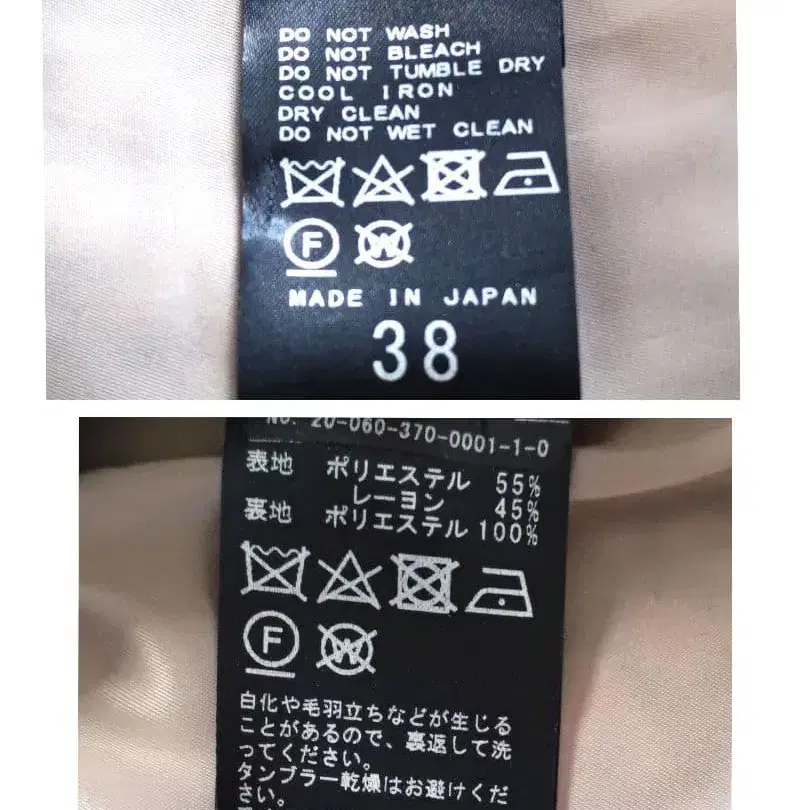 DO NOT WASH
DO NOT BLEACH
DO NOT TUMBLE DRY
COOL IRON
DRY CLEAN
DO NOT WET CLEAN
F W
MADE IN JAPAN
38
NO. 20-060-370-0001-1-0
表地 ポリエステル 55%
レーヨン 45%
裏地 ポリエステル 100%
F W
白化や毛羽立ちなどが生じる
ことがあるので、裏返して洗
ってください。
タンブラー乾燥はお避けくだ
さい。